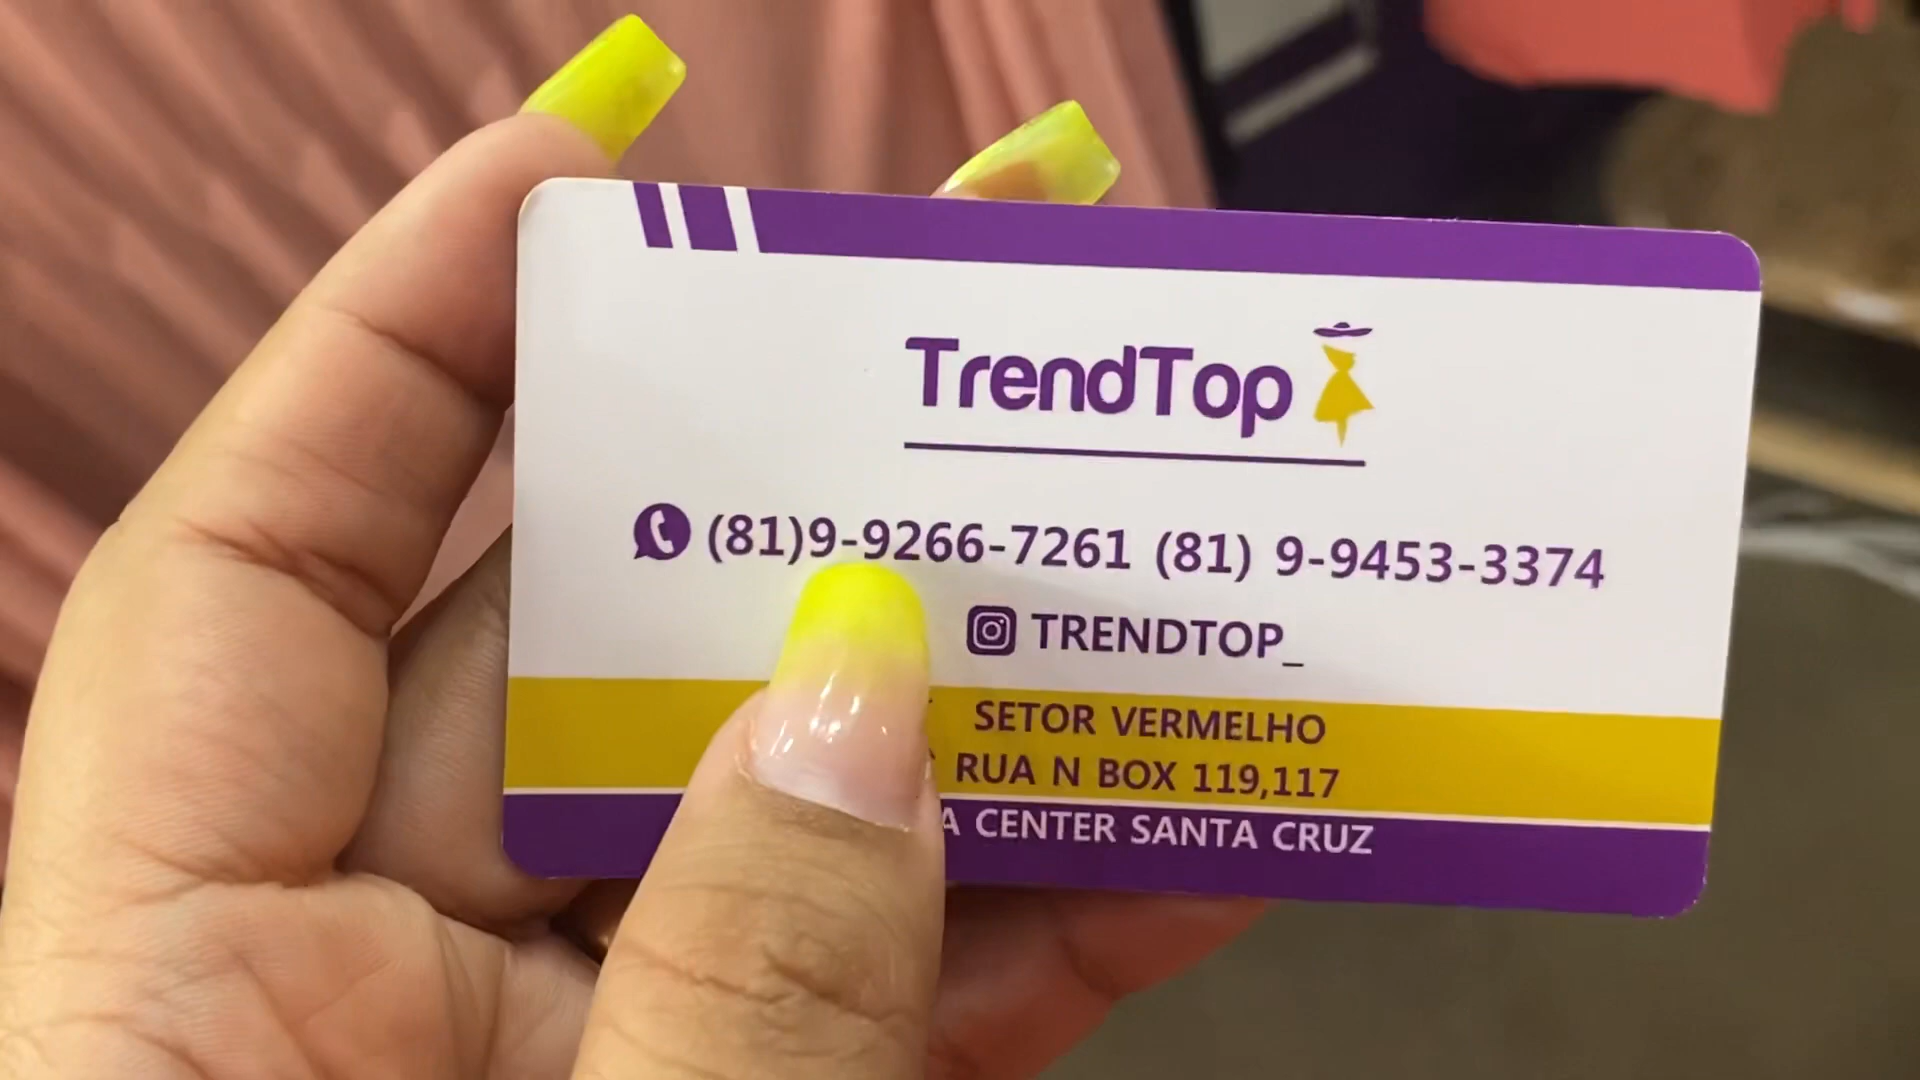 TrendTop
(81)9-9266-7261 (81) 9-9453-3374
TRENDTOP_
SETOR VERMELHO
RUA N BOX 119,117
CENTER SANTA CRUZ